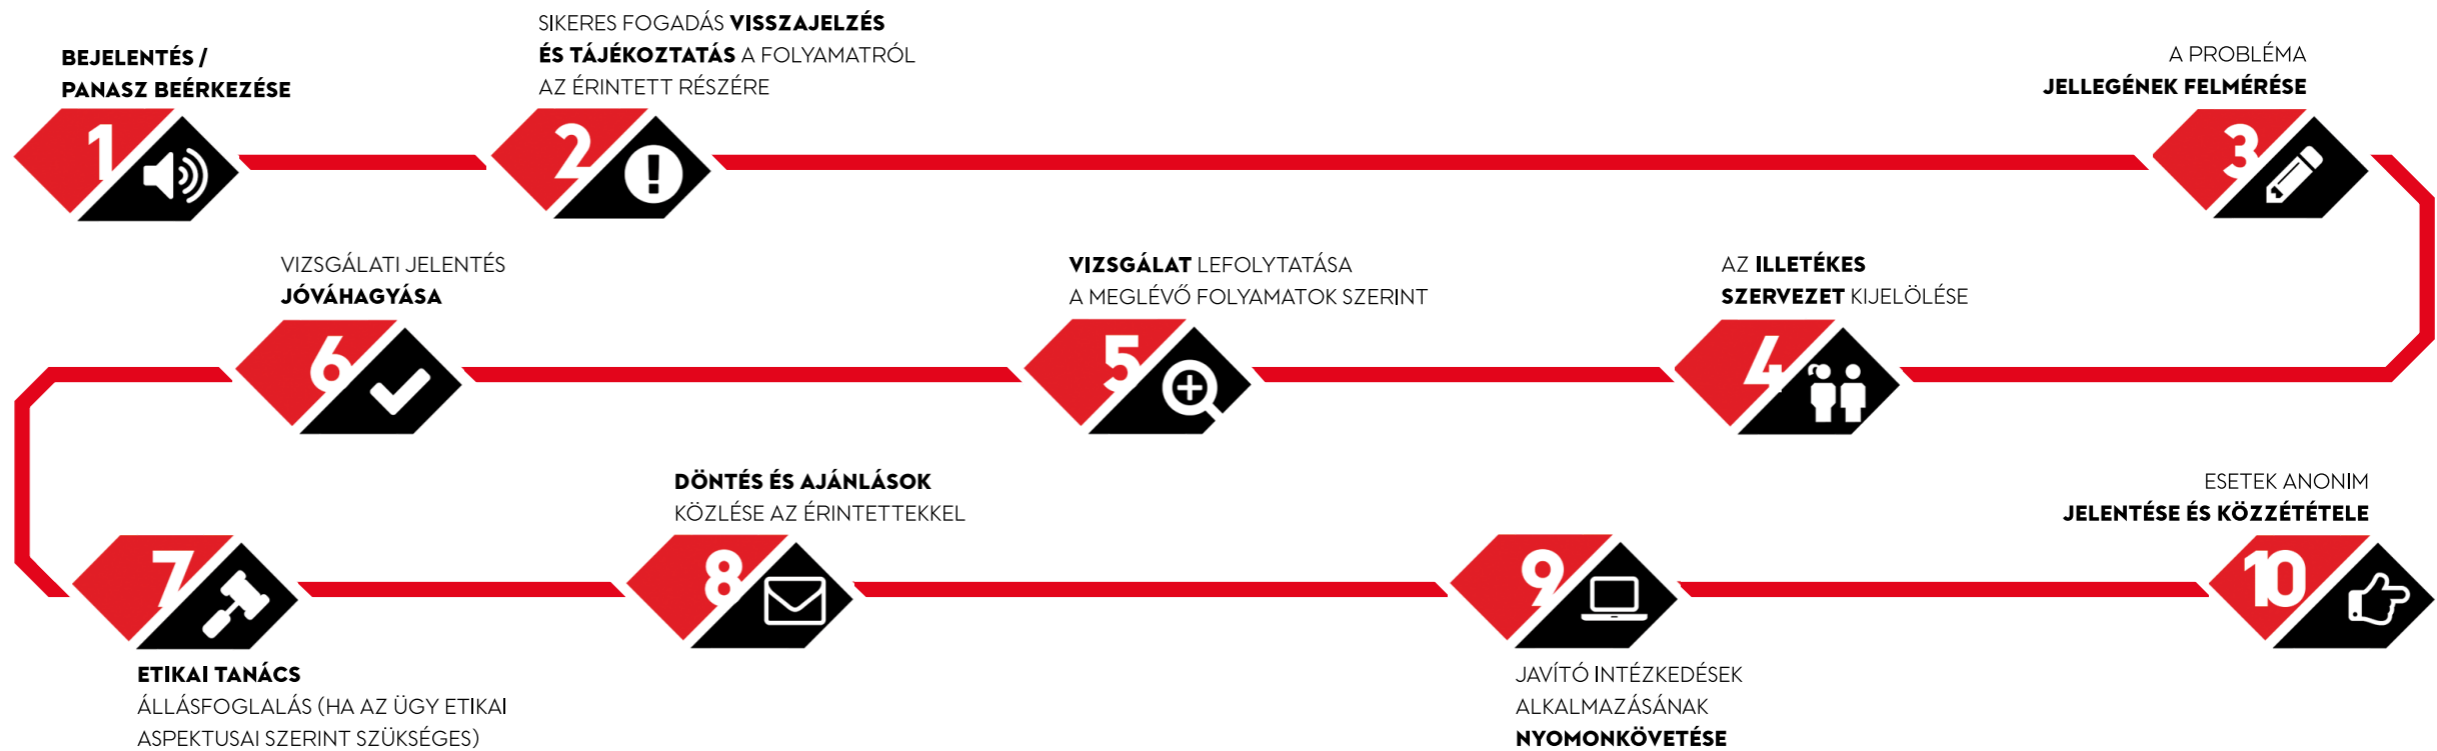 BEJELENTÉS /
PANASZ BEÉRKEZÉSE
1
SIKERES FOGADÁS VISSZAJELZÉS
ÉS TÁJÉKOZTATÁS A FOLYAMATRÓL
AZ ÉRINTETT RÉSZÉRE
2
A PROBLÉMA
JELLEGÉNEK FELMÉRÉSE
3
AZ ILLETÉKES
SZERVEZET KIJELÖLÉSE
4
VIZSGÁLAT LEFOLYTATÁSA
A MEGLÉVŐ FOLYAMATOK SZERINT
5
VIZSGÁLATI JELENTÉS
JÓVÁHAGYÁSA
6
7
ETIKAI TANÁCS
ÁLLÁSFOGLALÁS (HA AZ ÜGY ETIKAI
ASPEKTUSAI SZERINT SZÜKSÉGES)
DÖNTÉS ÉS AJÁNLÁSOK
KÖZLÉSE AZ ÉRINTETTEKKEL
8
9
JAVÍTÓ INTÉZKEDÉSEK
ALKALMAZÁSÁNAK
NYOMONKÖVETÉSE
ESETEK ANONIM
JELENTÉSE ÉS KÖZZÉTÉTELE
10